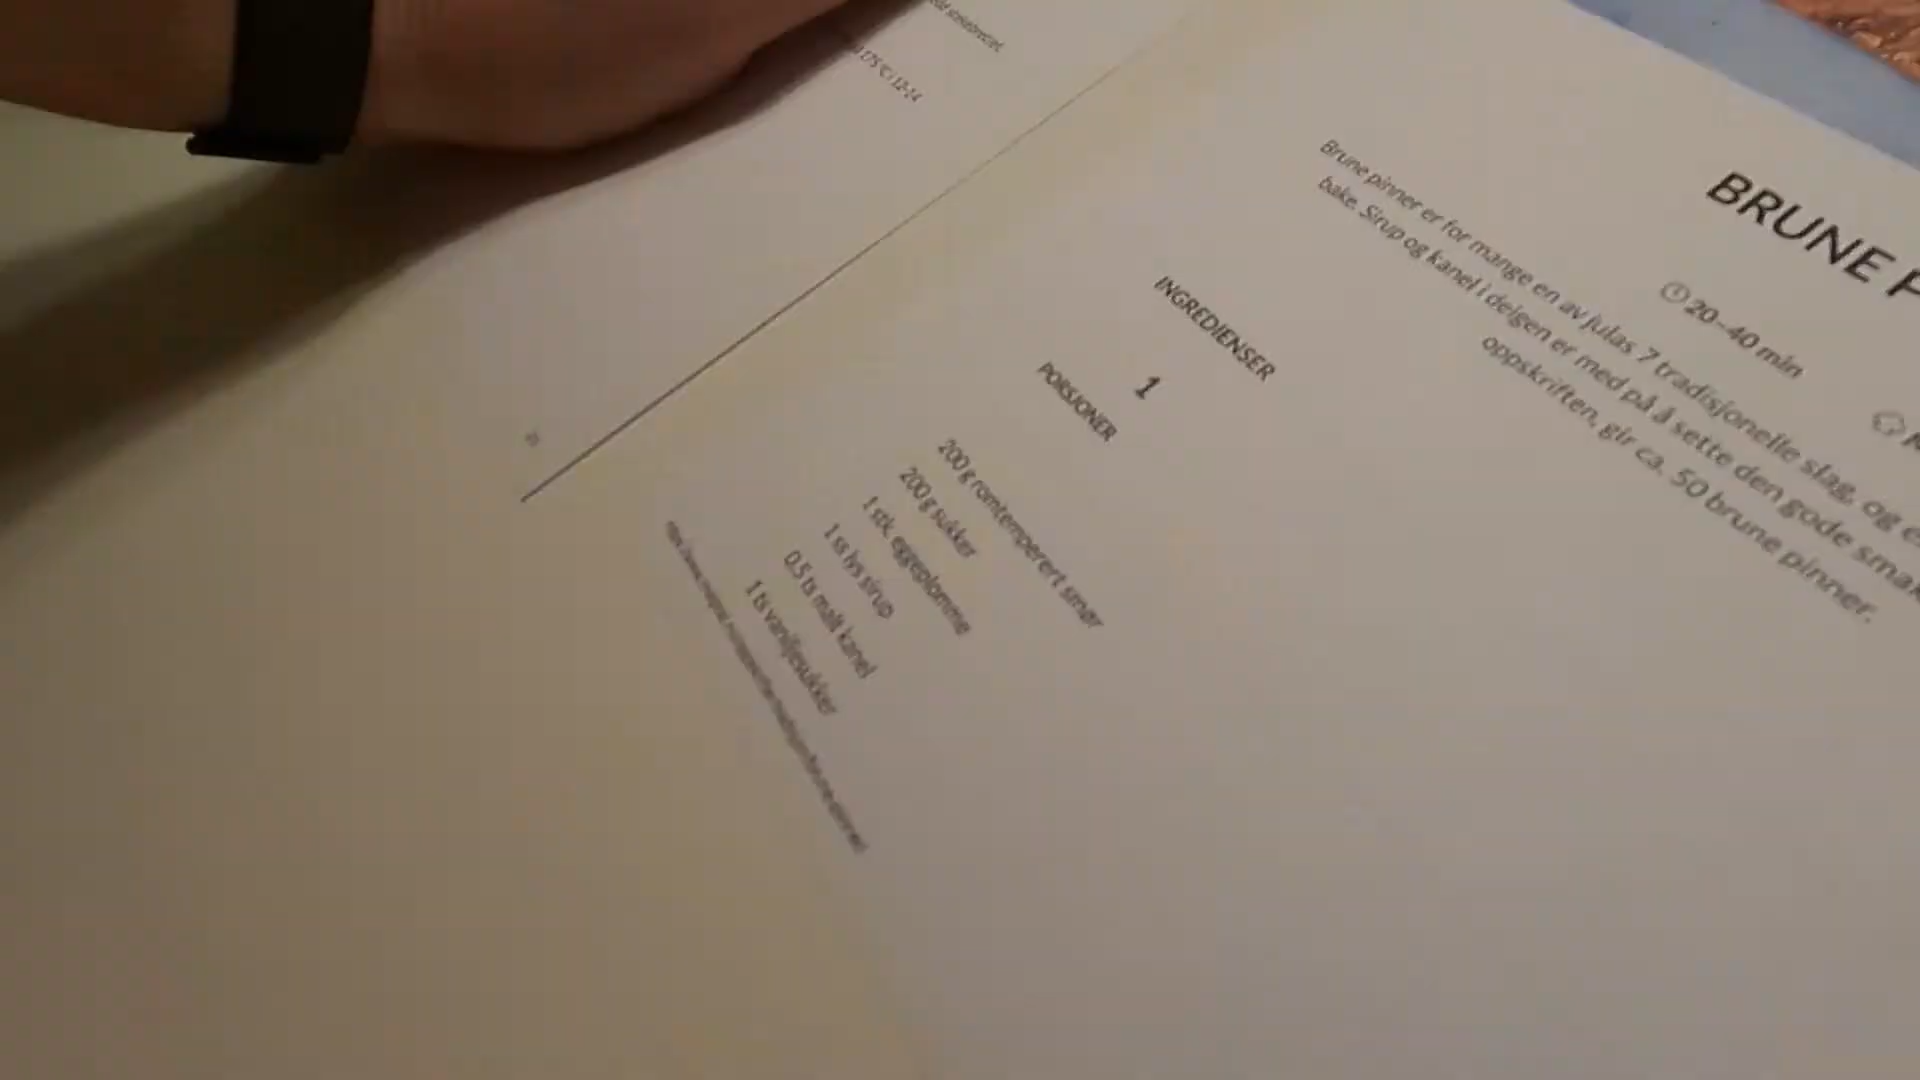 175 °C i 12-14
BRUNE P
20–40 min
Brune pinner er for mange en av julas 7 tradisjonelle slag, og e
bake. Sirup og kanel i deigen er med på å sette den gode sma
oppskriften, gir ca. 50 brune pinner.
INGREDIENSER
1
PORSJONER
200 g romtemperert smør
200 g sukker
1 stk. eggeplomme
1 ss lys sirup
0.5 ts malt kanel
1 ts vaniljesukker